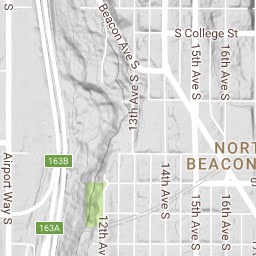 S
Beacon Ave S
S College St
13th Ave S
15th Ave S
16th Ave S
NORT
BEACON
163B
Airport Way S
14th Ave S
15th Ave S
16th Ave S
163A
12th Av